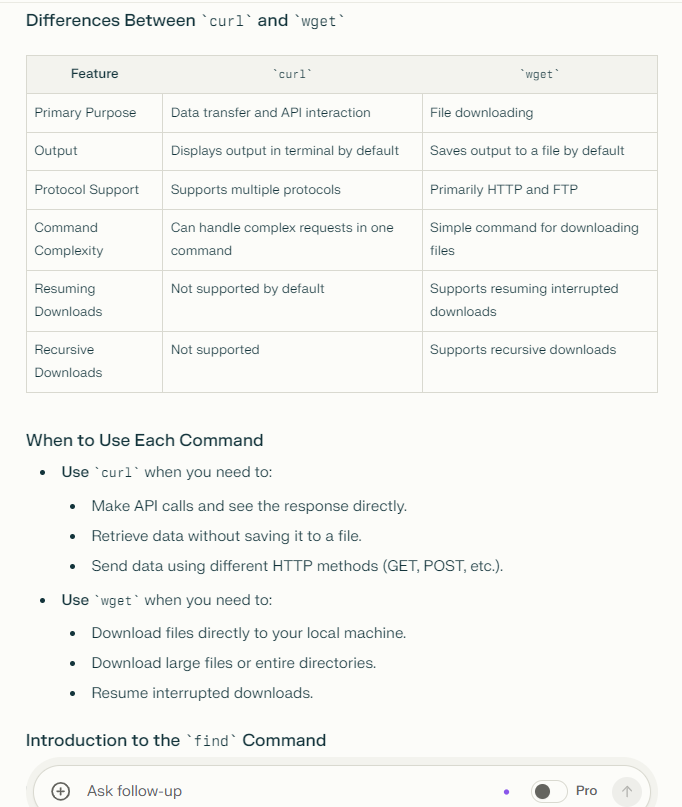 Differences Between `curl` and `wget`
Feature `curl` `wget`
Primary Purpose Data transfer and API interaction File downloading
Output Displays output in terminal by default Saves output to a file by default
Protocol Support Supports multiple protocols Primarily HTTP and FTP
Command Can handle complex requests in one Simple command for downloading
Complexity command files
Resuming Not supported by default Supports resuming interrupted
Downloads downloads
Recursive Not supported Supports recursive downloads
Downloads
When to Use Each Command
Use `curl` when you need to:
Make API calls and see the response directly.
Retrieve data without saving it to a file.
Send data using different HTTP methods (GET, POST, etc.).
Use `wget` when you need to:
Download files directly to your local machine.
Download large files or entire directories.
Resume interrupted downloads.
Introduction to the `find` Command
Ask follow-up Pro